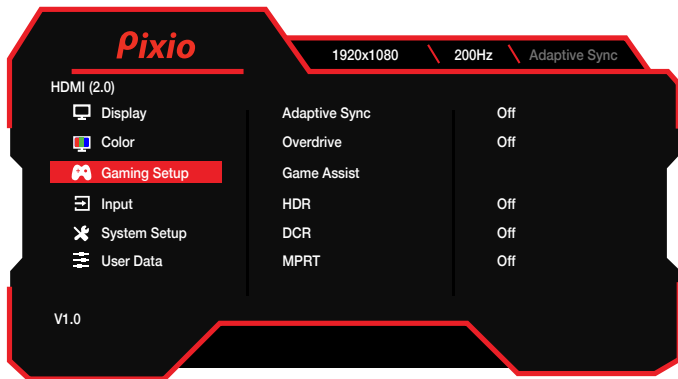 Pixio
1920x1080 200Hz Adaptive Sync
HDMI (2.0)
Display Adaptive Sync Off
Color Overdrive Off
Gaming Setup Game Assist
Input HDR Off
System Setup DCR Off
User Data MPRT Off
V1.0